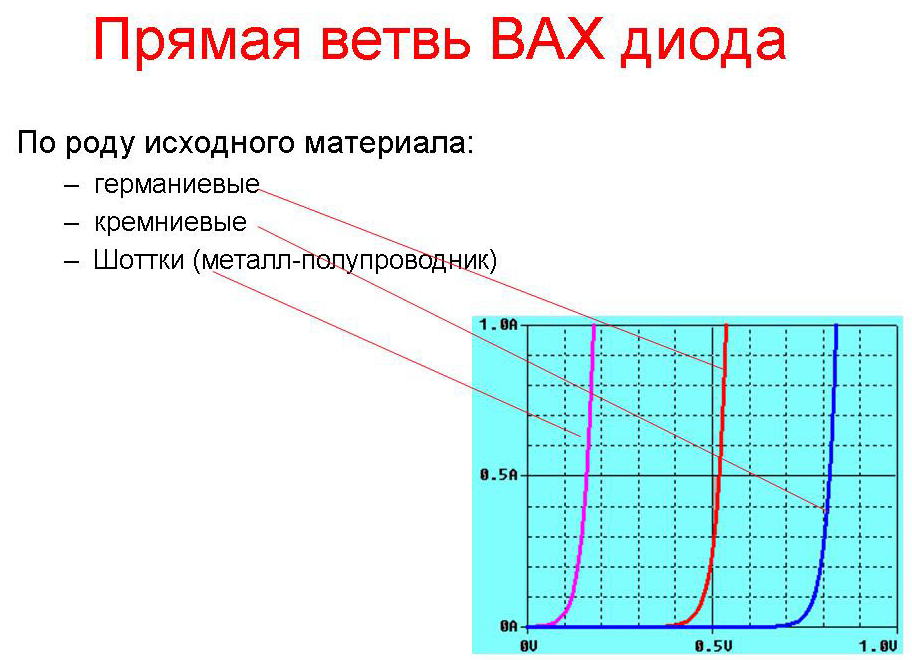 Прямая ветвь ВАХ диода
По роду исходного материала:
– германиевые
– кремниевые
– Шоттки (металл-полупроводник)
1.0A
0.5A
0A
0V 0.5V 1.0V